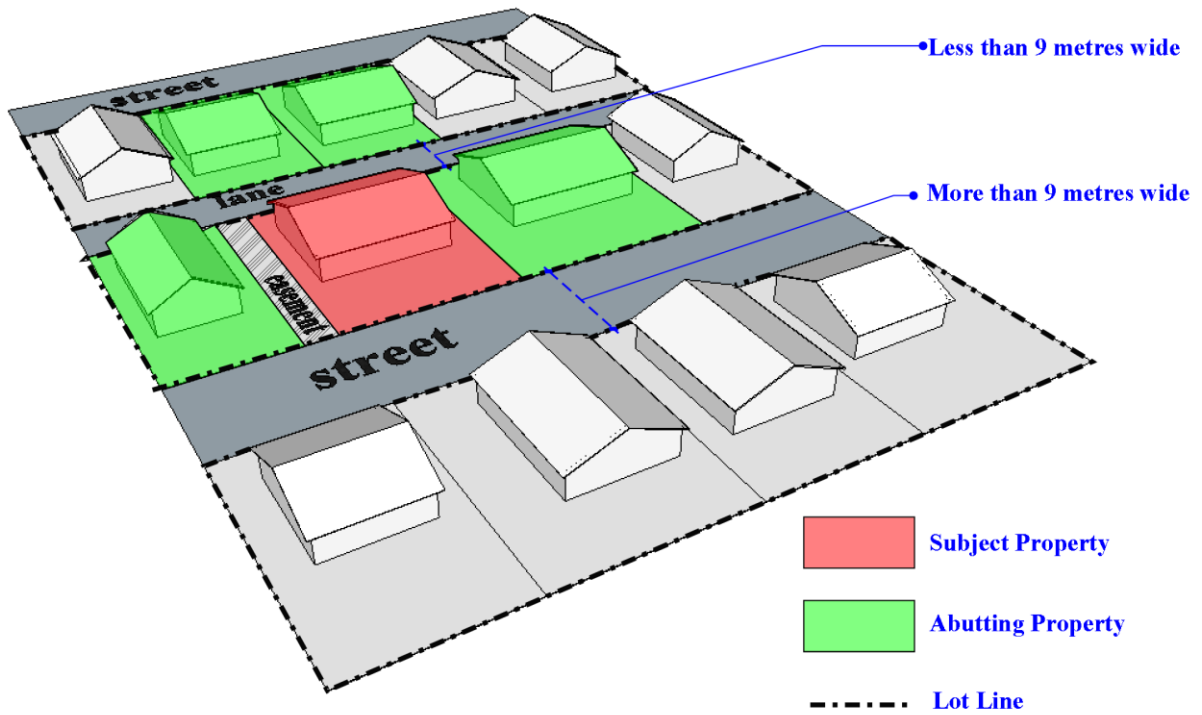 Less than 9 metres wide
street
lane
More than 9 metres wide
easement
street
Subject Property
Abutting Property
Lot Line